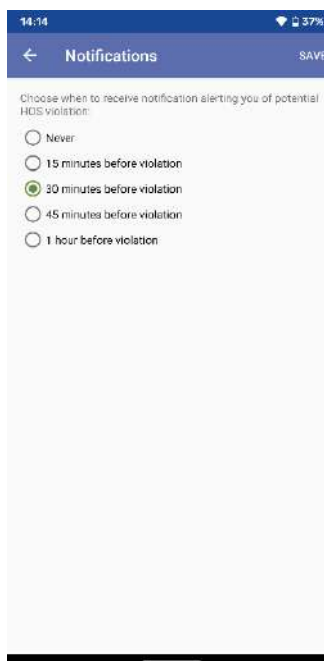 14:14
37%
Notifications
SAVE
Choose when to receive notification alerting you of potential
HOS violation:
Never
15 minutes before violation
30 minutes before violation
45 minutes before violation
1 hour before violation